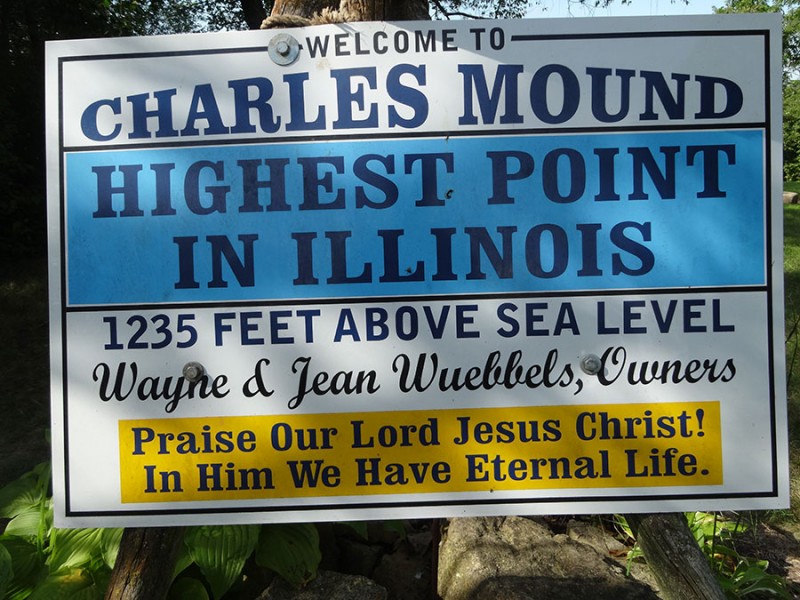 WELCOME TO
CHARLES MOUND
HIGHEST POINT
IN ILLINOIS
1235 FEET ABOVE SEA LEVEL
Wayne & Jean Wuebbels, Owners
Praise Our Lord Jesus Christ!
In Him We Have Eternal Life.